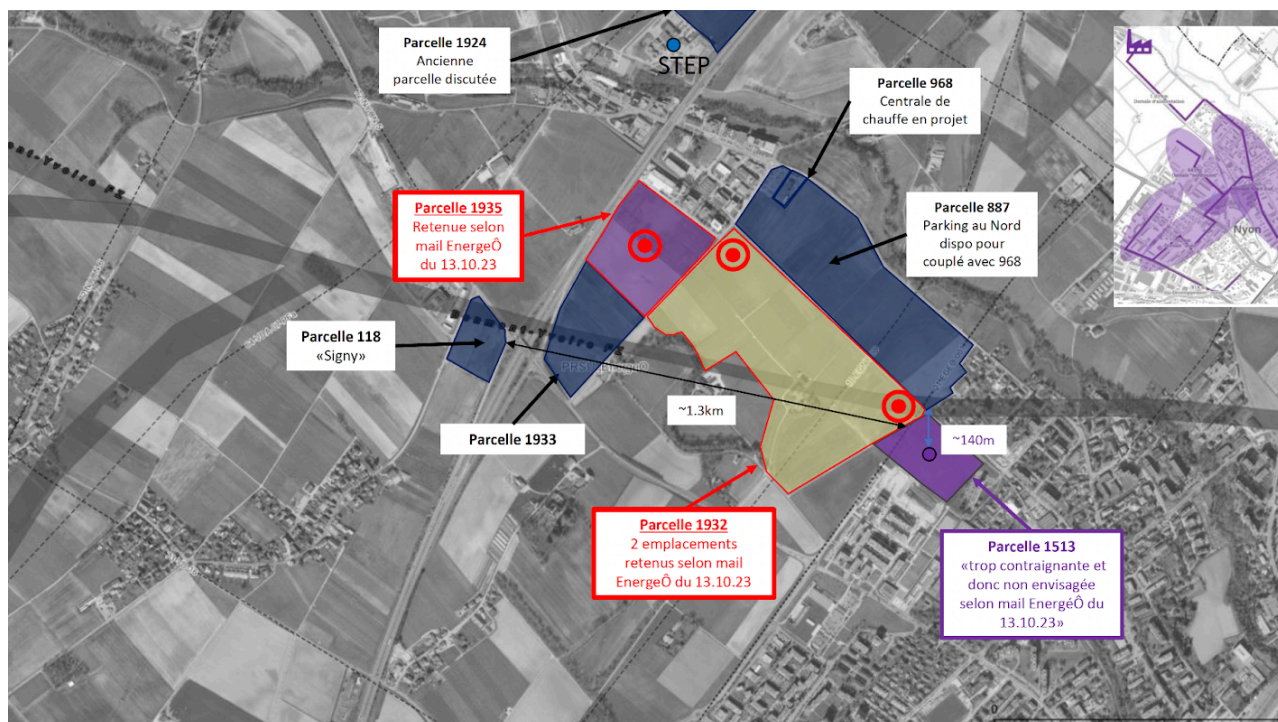 Parcelle 1924
Ancienne
parcelle discutée
STEP
Parcelle 968
Centrale de
chauffe en projet
Parcelle 1935
Retenue selon
mail EnergeÔ
du 13.10.23
Parcelle 887
Parking au Nord
dispo pour
couplé avec 968
Nyon
Parcelle 118
«Signy»
Parcelle 1933
~1.3km
~140m
Parcelle 1932
2 emplacements
retenus selon mail
EnergeÔ du 13.10.23
Parcelle 1513
«trop contraignante et
donc non envisagée
selon mail EnergéÔ du
13.10.23»
0